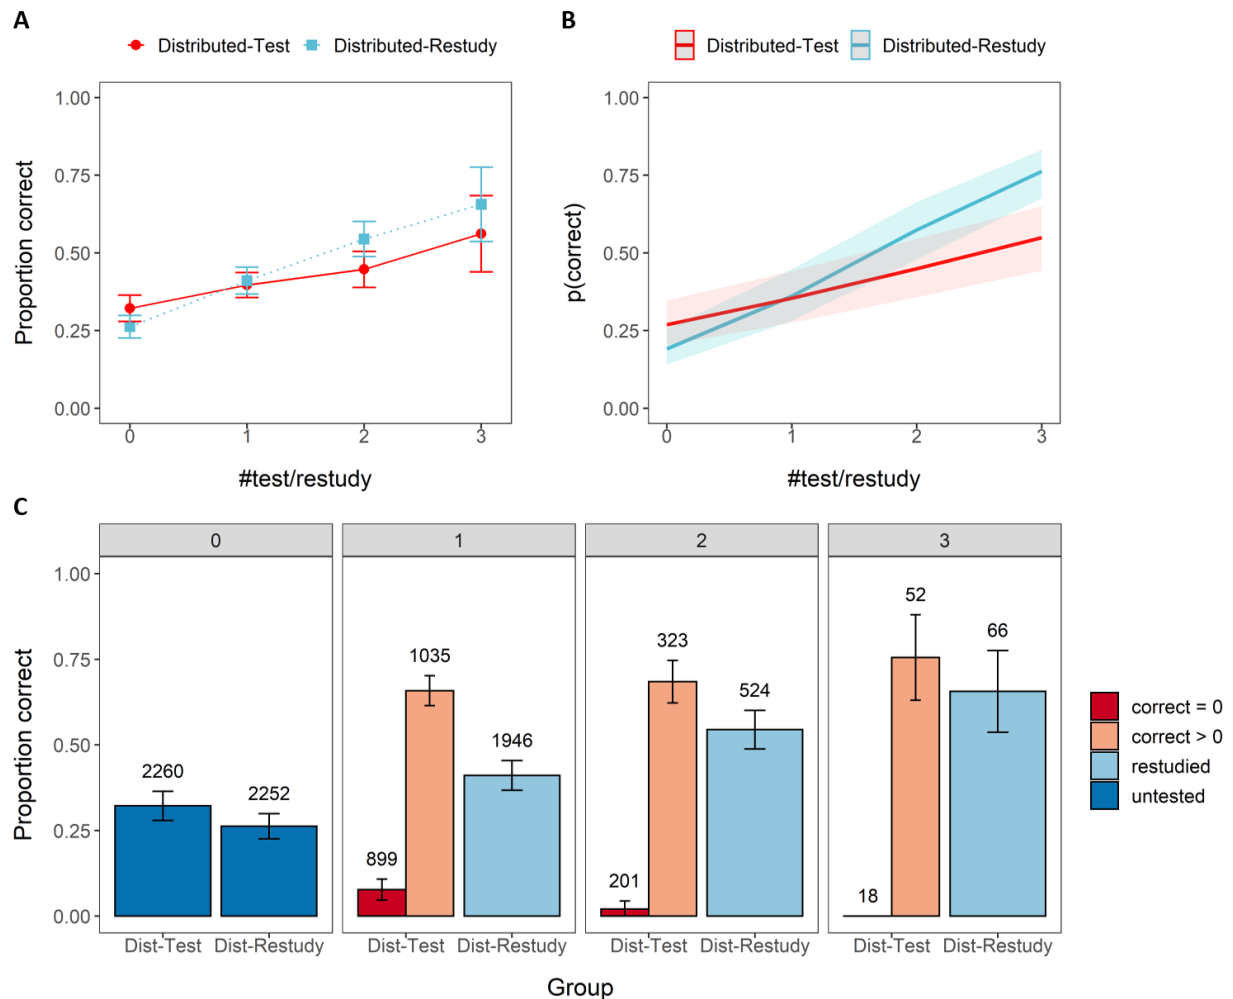 A
Distributed-Test
Distributed-Restudy
1.00
0.75
0.50
0.25
0.00
Proportion correct
0 1 2 3
#test/restudy
B
Distributed-Test
Distributed-Restudy
1.00
0.75
0.50
0.25
0.00
p(correct)
0 1 2 3
#test/restudy
C
0 1 2 3
1.00
0.75
0.50
0.25
0.00
Proportion correct
2260
2252
899
1035
1946
201
323
524
18
52
66
Dist-Test Dist-Restudy Dist-Test Dist-Restudy Dist-Test Dist-Restudy Dist-Test Dist-Restudy
Group
correct = 0
correct > 0
restudied
untested